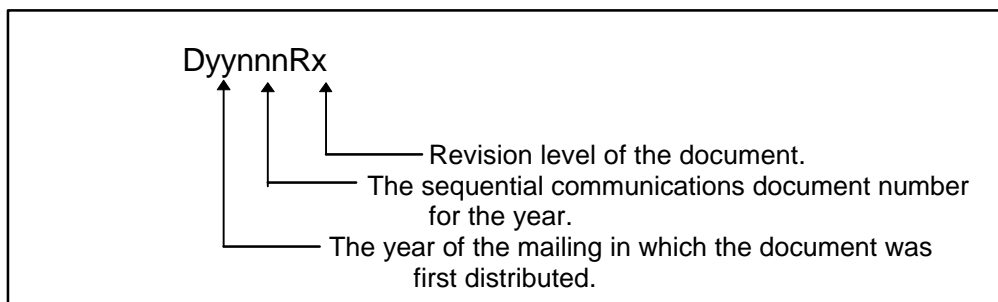 DyynnnRx
Revision level of the document.
The sequential communications document number
for the year.
The year of the mailing in which the document was
first distributed.